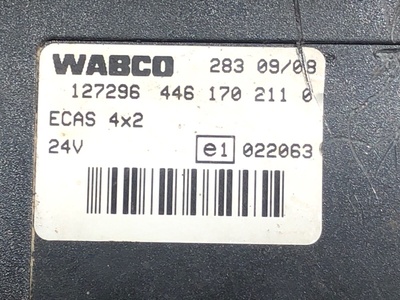 WABCO 283 09/08
127296 446 170 211 0
ECAS 4x2
24V e1 022063